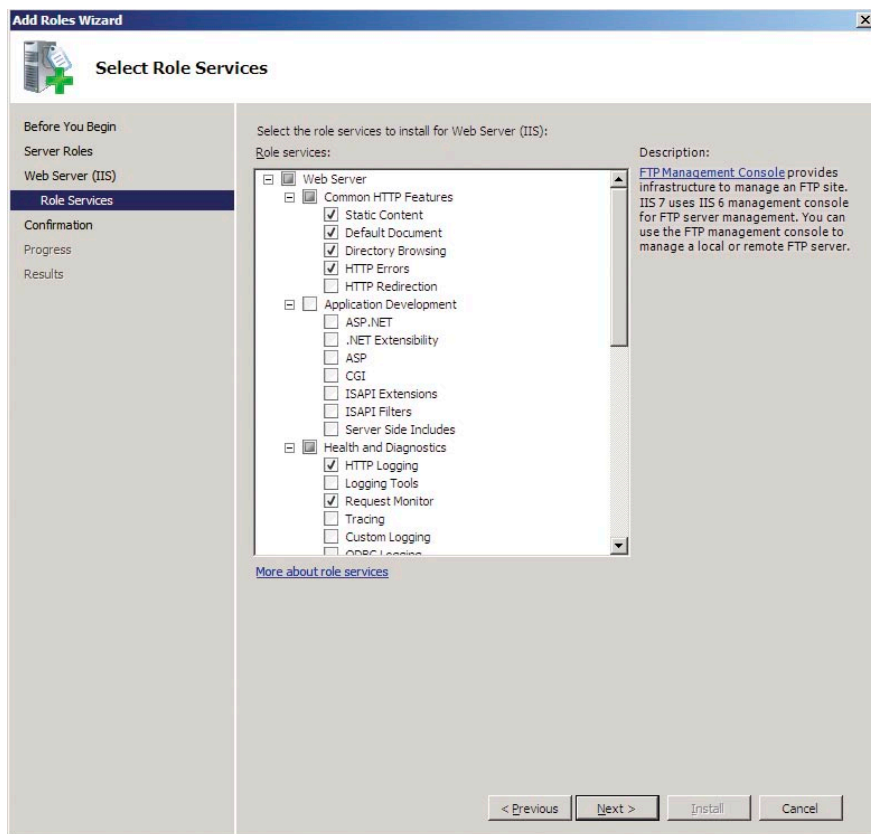 Add Roles Wizard
Select Role Services
Before You Begin
Server Roles
Web Server (IIS)
Role Services
Confirmation
Progress
Results
Select the role services to install for Web Server (IIS):
Role services:
Web Server
Common HTTP Features
Static Content
Default Document
Directory Browsing
HTTP Errors
HTTP Redirection
Application Development
ASP.NET
.NET Extensibility
ASP
CGI
ISAPI Extensions
ISAPI Filters
Server Side Includes
Health and Diagnostics
HTTP Logging
Logging Tools
Request Monitor
Tracing
Custom Logging
ODBC Logging
More about role services
Description:
FTP Management Console provides
infrastructure to manage an FTP site.
IIS 7 uses IIS 6 management console
for FTP server management. You can
use the FTP management console to
manage a local or remote FTP server.
< Previous
Next >
Install
Cancel